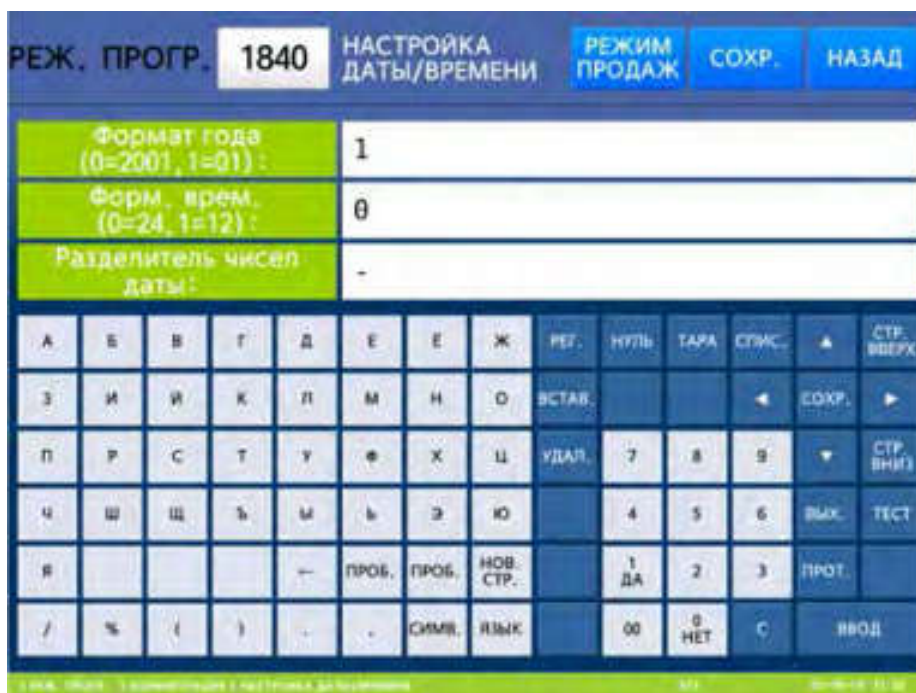 РЕЖ. ПРОГР. 1840 НАСТРОЙКА ДАТЫ/ВРЕМЕНИ РЕЖИМ ПРОДАЖ СОХР. НАЗАД
Формат года
(0=2001, 1=01): 1
Форм. врем.
(0=24, 1=12): 0
Разделитель чисел
даты: -
А Б В Г Д Е Ё Ж РЕГ. НУЛЬ ТАРА СПИС. ▲ СТР. ВВЕРХ
З И Й К Л М Н О ВСТАВ. ◄ СОХР. ►
П Р С Т У Ф Х Ц УДАЛ. 7 8 9 ▼ СТР. ВНИЗ
Ч Ш Щ Ъ Ы Ь Э Ю 4 5 6 ВЫХ. ТЕСТ
Я ← ПРОБ. ПРОБ. НОВ. СТР. 1 ДА 2 3 ПРОТ.
/ % ( ) СИМВ. ЯЗЫК 00 0 НЕТ С ВВОД